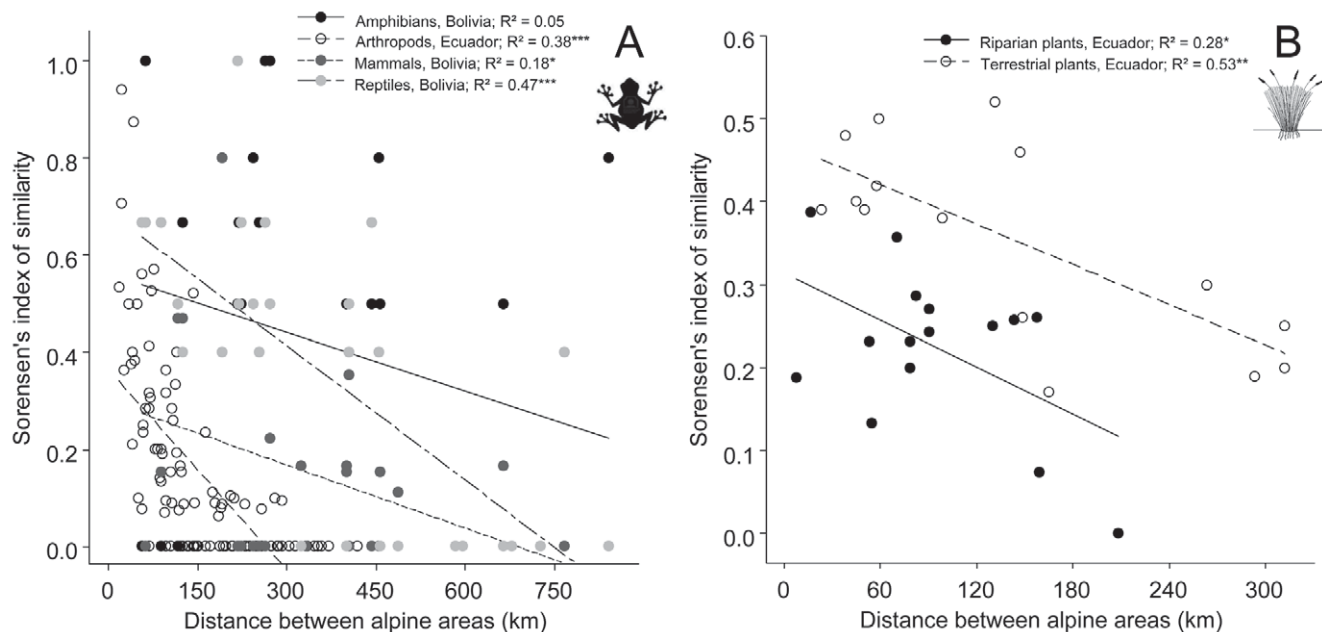 Amphibians, Bolivia; R² = 0.05
Arthropods, Ecuador; R² = 0.38***
Mammals, Bolivia; R² = 0.18*
Reptiles, Bolivia; R² = 0.47***
A
Sorensen's index of similarity
1.0
0.8
0.6
0.4
0.2
0.0
0
150
300
450
600
750
Distance between alpine areas (km)
Riparian plants, Ecuador; R² = 0.28*
Terrestrial plants, Ecuador; R² = 0.53**
B
Sorensen's index of similarity
0.6
0.5
0.4
0.3
0.2
0.1
0.0
0
60
120
180
240
300
Distance between alpine areas (km)